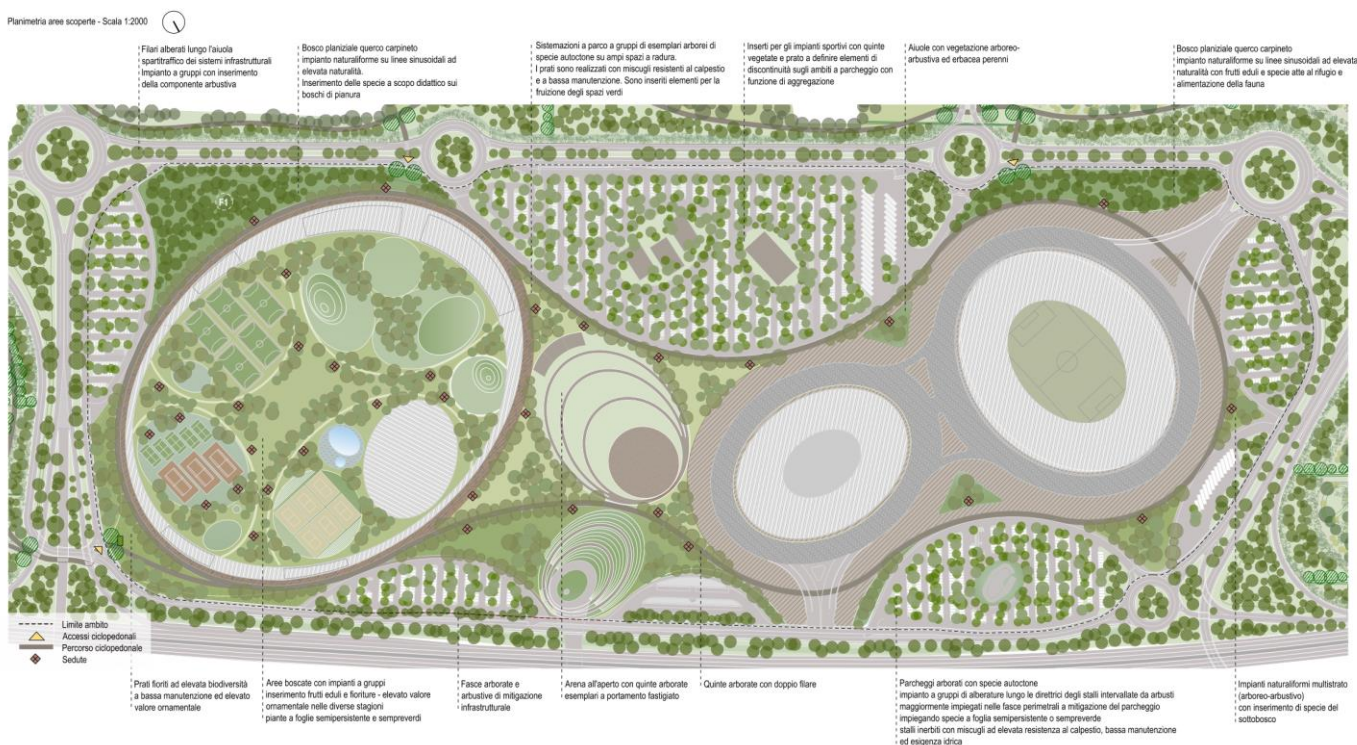 Planimetria aree scoperte - Scala 1:2000
Filari alberati lungo l'aiuola
spartitraffico dei sistemi infrastrutturali
Impianto a gruppi con inserimento
della componente arbustiva
Bosco planiziale querco carpineto
impianto naturaliforme su linee sinusoidali ad
elevata naturalità.
Inserimento delle specie a scopo didattico sui
boschi di pianura
Sistemazioni a parco a gruppi di esemplari arborei di
specie autoctone su ampi spazi a radura.
I prati sono realizzati con miscugli resistenti al calpestio
e a bassa manutenzione. Sono inseriti elementi per la
fruizione degli spazi verdi
Inserti per gli impianti sportivi con quinte
vegetate e prato a definire elementi di
discontinuità sugli ambiti a parcheggio con
funzione di aggregazione
Aiuole con vegetazione arboreo-
arbustiva ed erbacea perenni
Bosco planiziale querco carpineto
impianto naturaliforme su linee sinusoidali ad elevata
naturalità con frutti eduli e specie atte al rifugio e
alimentazione della fauna
F1
Limite ambito
Accessi ciclopedonali
Percorso ciclopedonale
Sedute
Prati fioriti ad elevata biodiversità
a bassa manutenzione ed elevato
valore ornamentale
Aree boscate con impianti a gruppi
inserimento frutti eduli e fioriture - elevato valore
ornamentale nelle diverse stagioni
piante a foglie semipersistente e sempreverdi
Fasce arborate e
arbustive di mitigazione
infrastrutturale
Arena all'aperto con quinte arborate
esemplari a portamento fastigiato
Quinte arborate con doppio filare
Parcheggi arborati con specie autoctone
impianto a gruppi di alberature lungo le direttrici degli stalli intervallate da arbusti
maggiormente impiegati nelle fasce perimetrali a mitigazione del parcheggio
impiegando specie a foglia semipersistente o sempreverde
stalli inerbiti con miscugli ad elevata resistenza al calpestio, bassa manutenzione
ed esigenza idrica
Impianti naturaliformi multistrato
(arboreo-arbustivo)
con inserimento di specie del
sottobosco